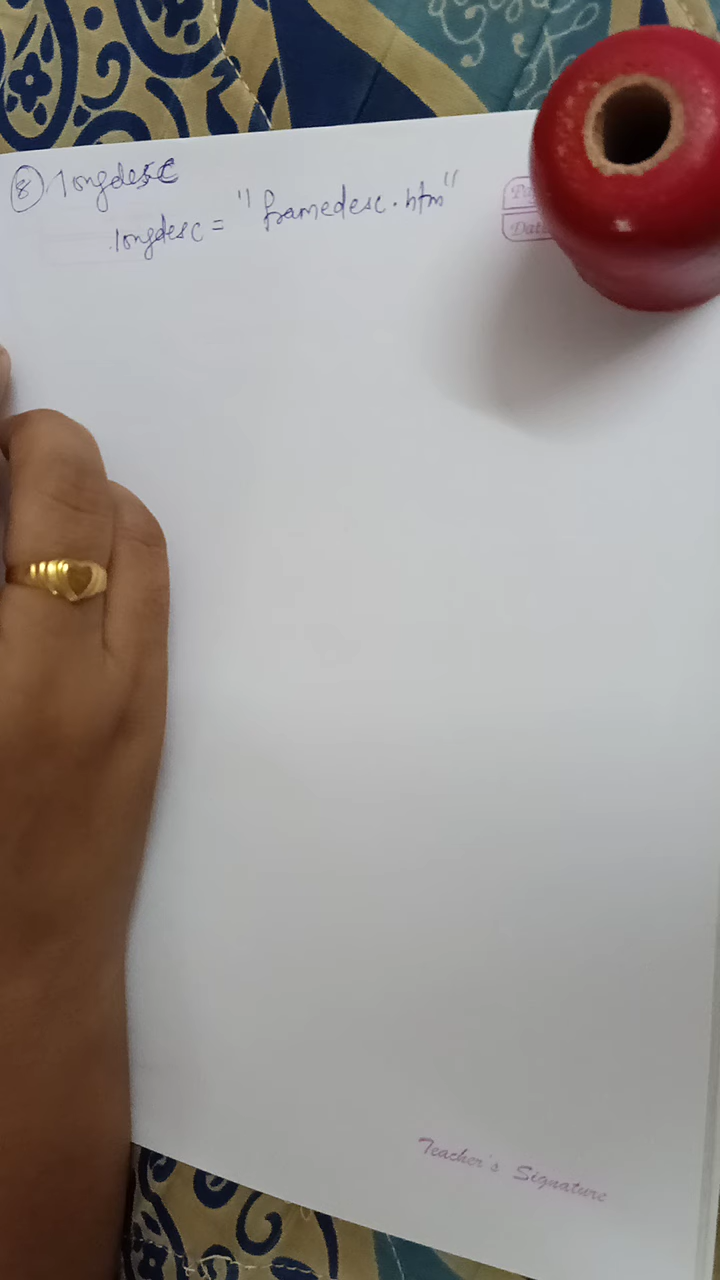 ⑧ longdesc
longdesc = "framedesc.htm"
Teacher's Signature